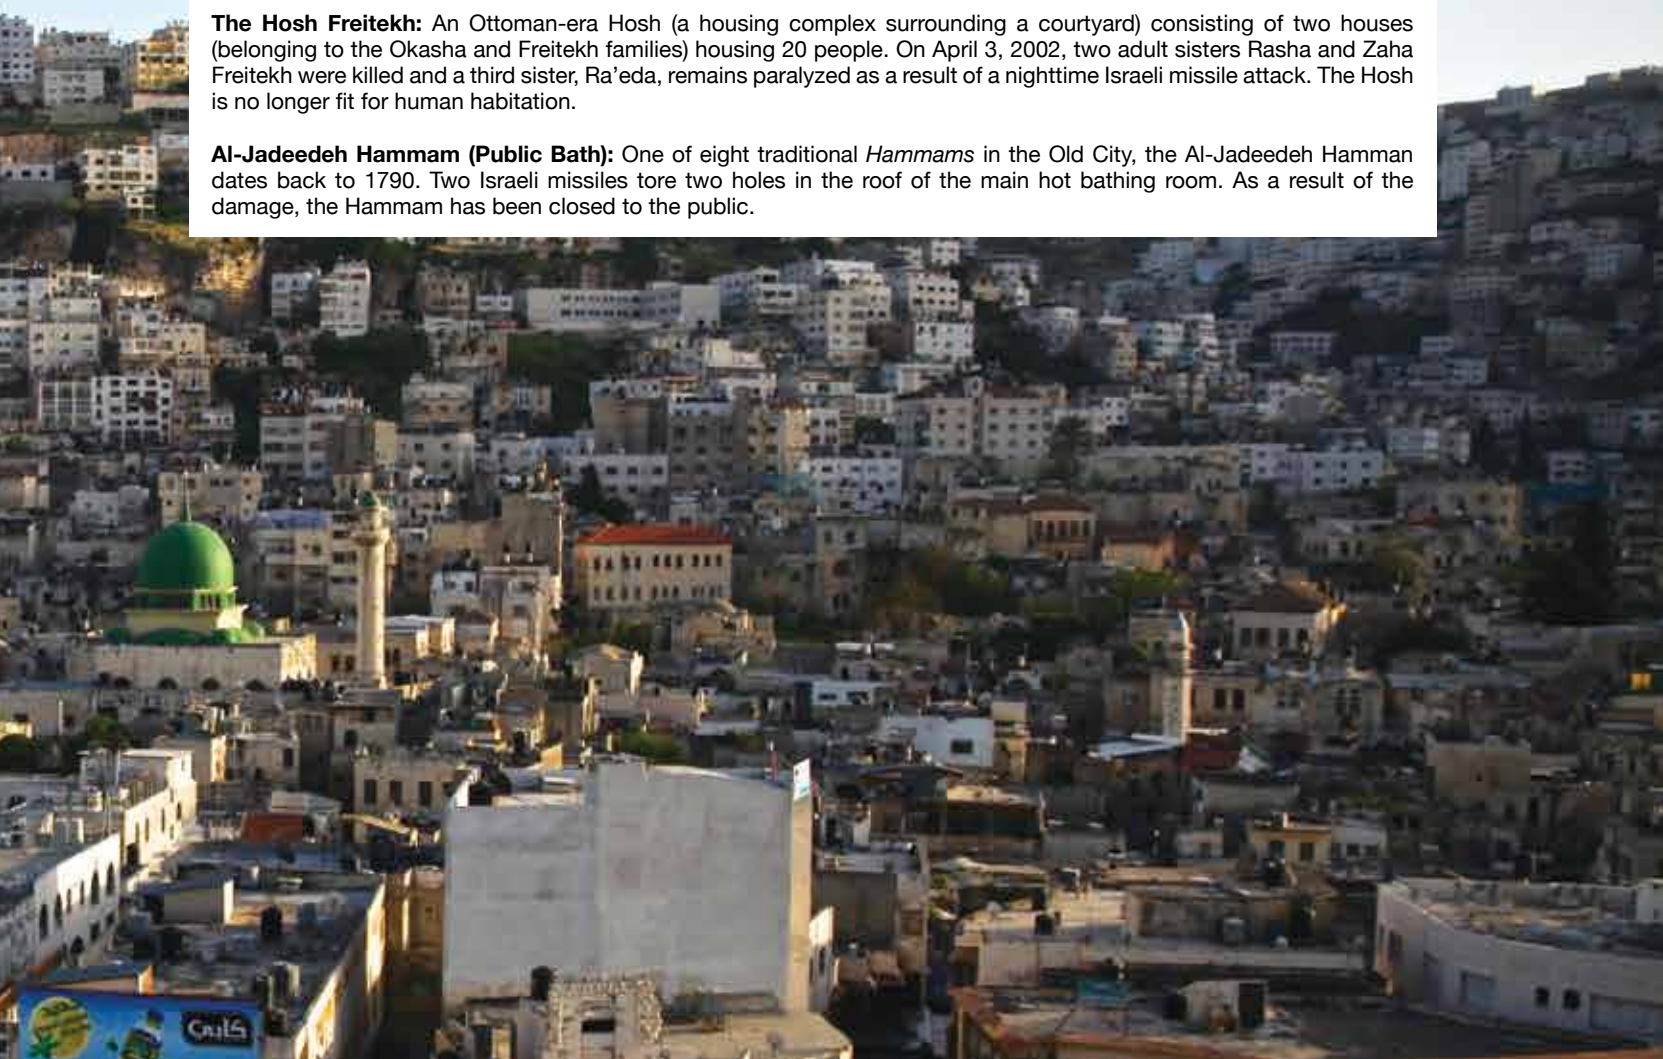 The Hosh Freitekh: An Ottoman-era Hosh (a housing complex surrounding a courtyard) consisting of two houses
(belonging to the Okasha and Freitekh families) housing 20 people. On April 3, 2002, two adult sisters Rasha and Zaha
Freitekh were killed and a third sister, Ra’eda, remains paralyzed as a result of a nighttime Israeli missile attack. The Hosh
is no longer fit for human habitation.
Al-Jadeedeh Hammam (Public Bath): One of eight traditional Hammams in the Old City, the Al-Jadeedeh Hamman
dates back to 1790. Two Israeli missiles tore two holes in the roof of the main hot bathing room. As a result of the
damage, the Hammam has been closed to the public.